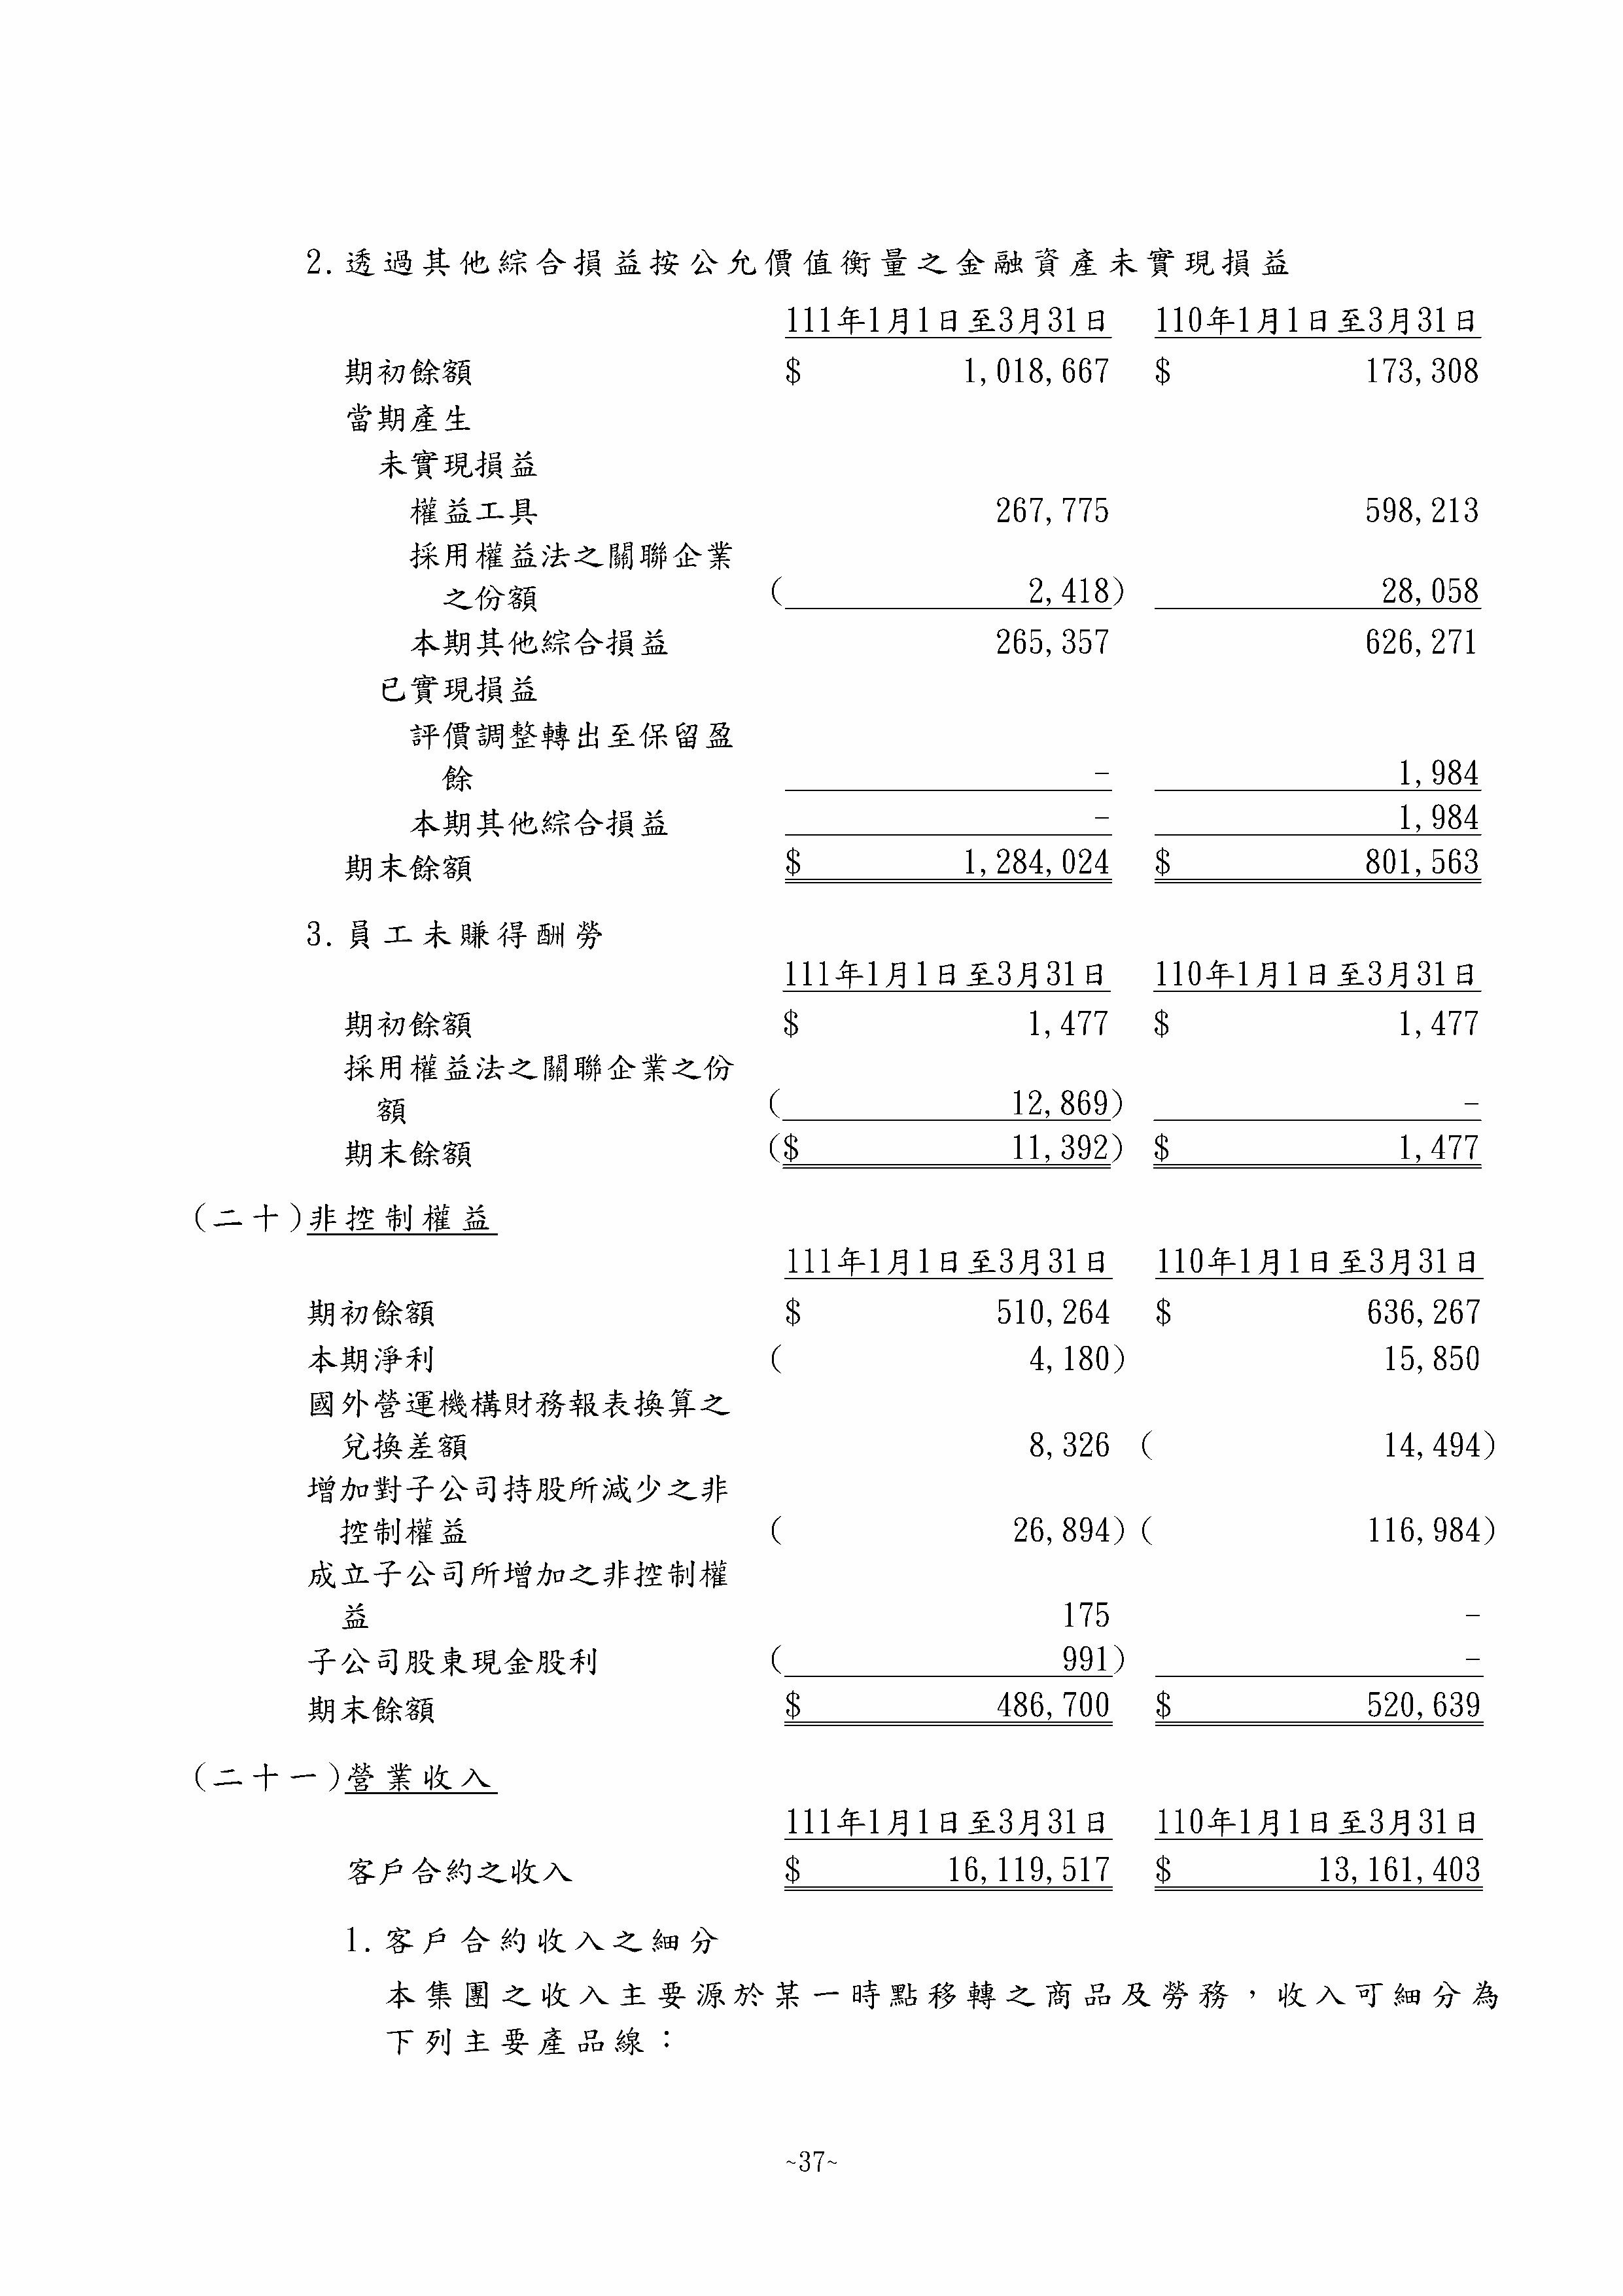 2.透過其他綜合損益按公允價值衡量之金融資產未實現損益
111年1月1日至3月31日 110年1月1日至3月31日
期初餘額 $ 1,018,667 $ 173,308
當期產生
未實現損益
權益工具 267,775 598,213
採用權益法之關聯企業
之份額 ( 2,418) 28,058
本期其他綜合損益 265,357 626,271
已實現損益
評價調整轉出至保留盈
餘 - 1,984
本期其他綜合損益 - 1,984
期末餘額 $ 1,284,024 $ 801,563
3.員工未賺得酬勞
111年1月1日至3月31日 110年1月1日至3月31日
期初餘額 $ 1,477 $ 1,477
採用權益法之關聯企業之份
額 ( 12,869) -
期末餘額 ($ 11,392) $ 1,477
(二十)非控制權益
111年1月1日至3月31日 110年1月1日至3月31日
期初餘額 $ 510,264 $ 636,267
本期淨利 ( 4,180) 15,850
國外營運機構財務報表換算之
兌換差額 8,326 ( 14,494)
增加對子公司持股所減少之非
控制權益 ( 26,894) ( 116,984)
成立子公司所增加之非控制權
益 175 -
子公司股東現金股利 ( 991) -
期末餘額 $ 486,700 $ 520,639
(二十一)營業收入
111年1月1日至3月31日 110年1月1日至3月31日
客戶合約之收入 $ 16,119,517 $ 13,161,403
1.客戶合約收入之細分
本集團之收入主要源於某一時點移轉之商品及勞務，收入可細分為
下列主要產品線：
~37~